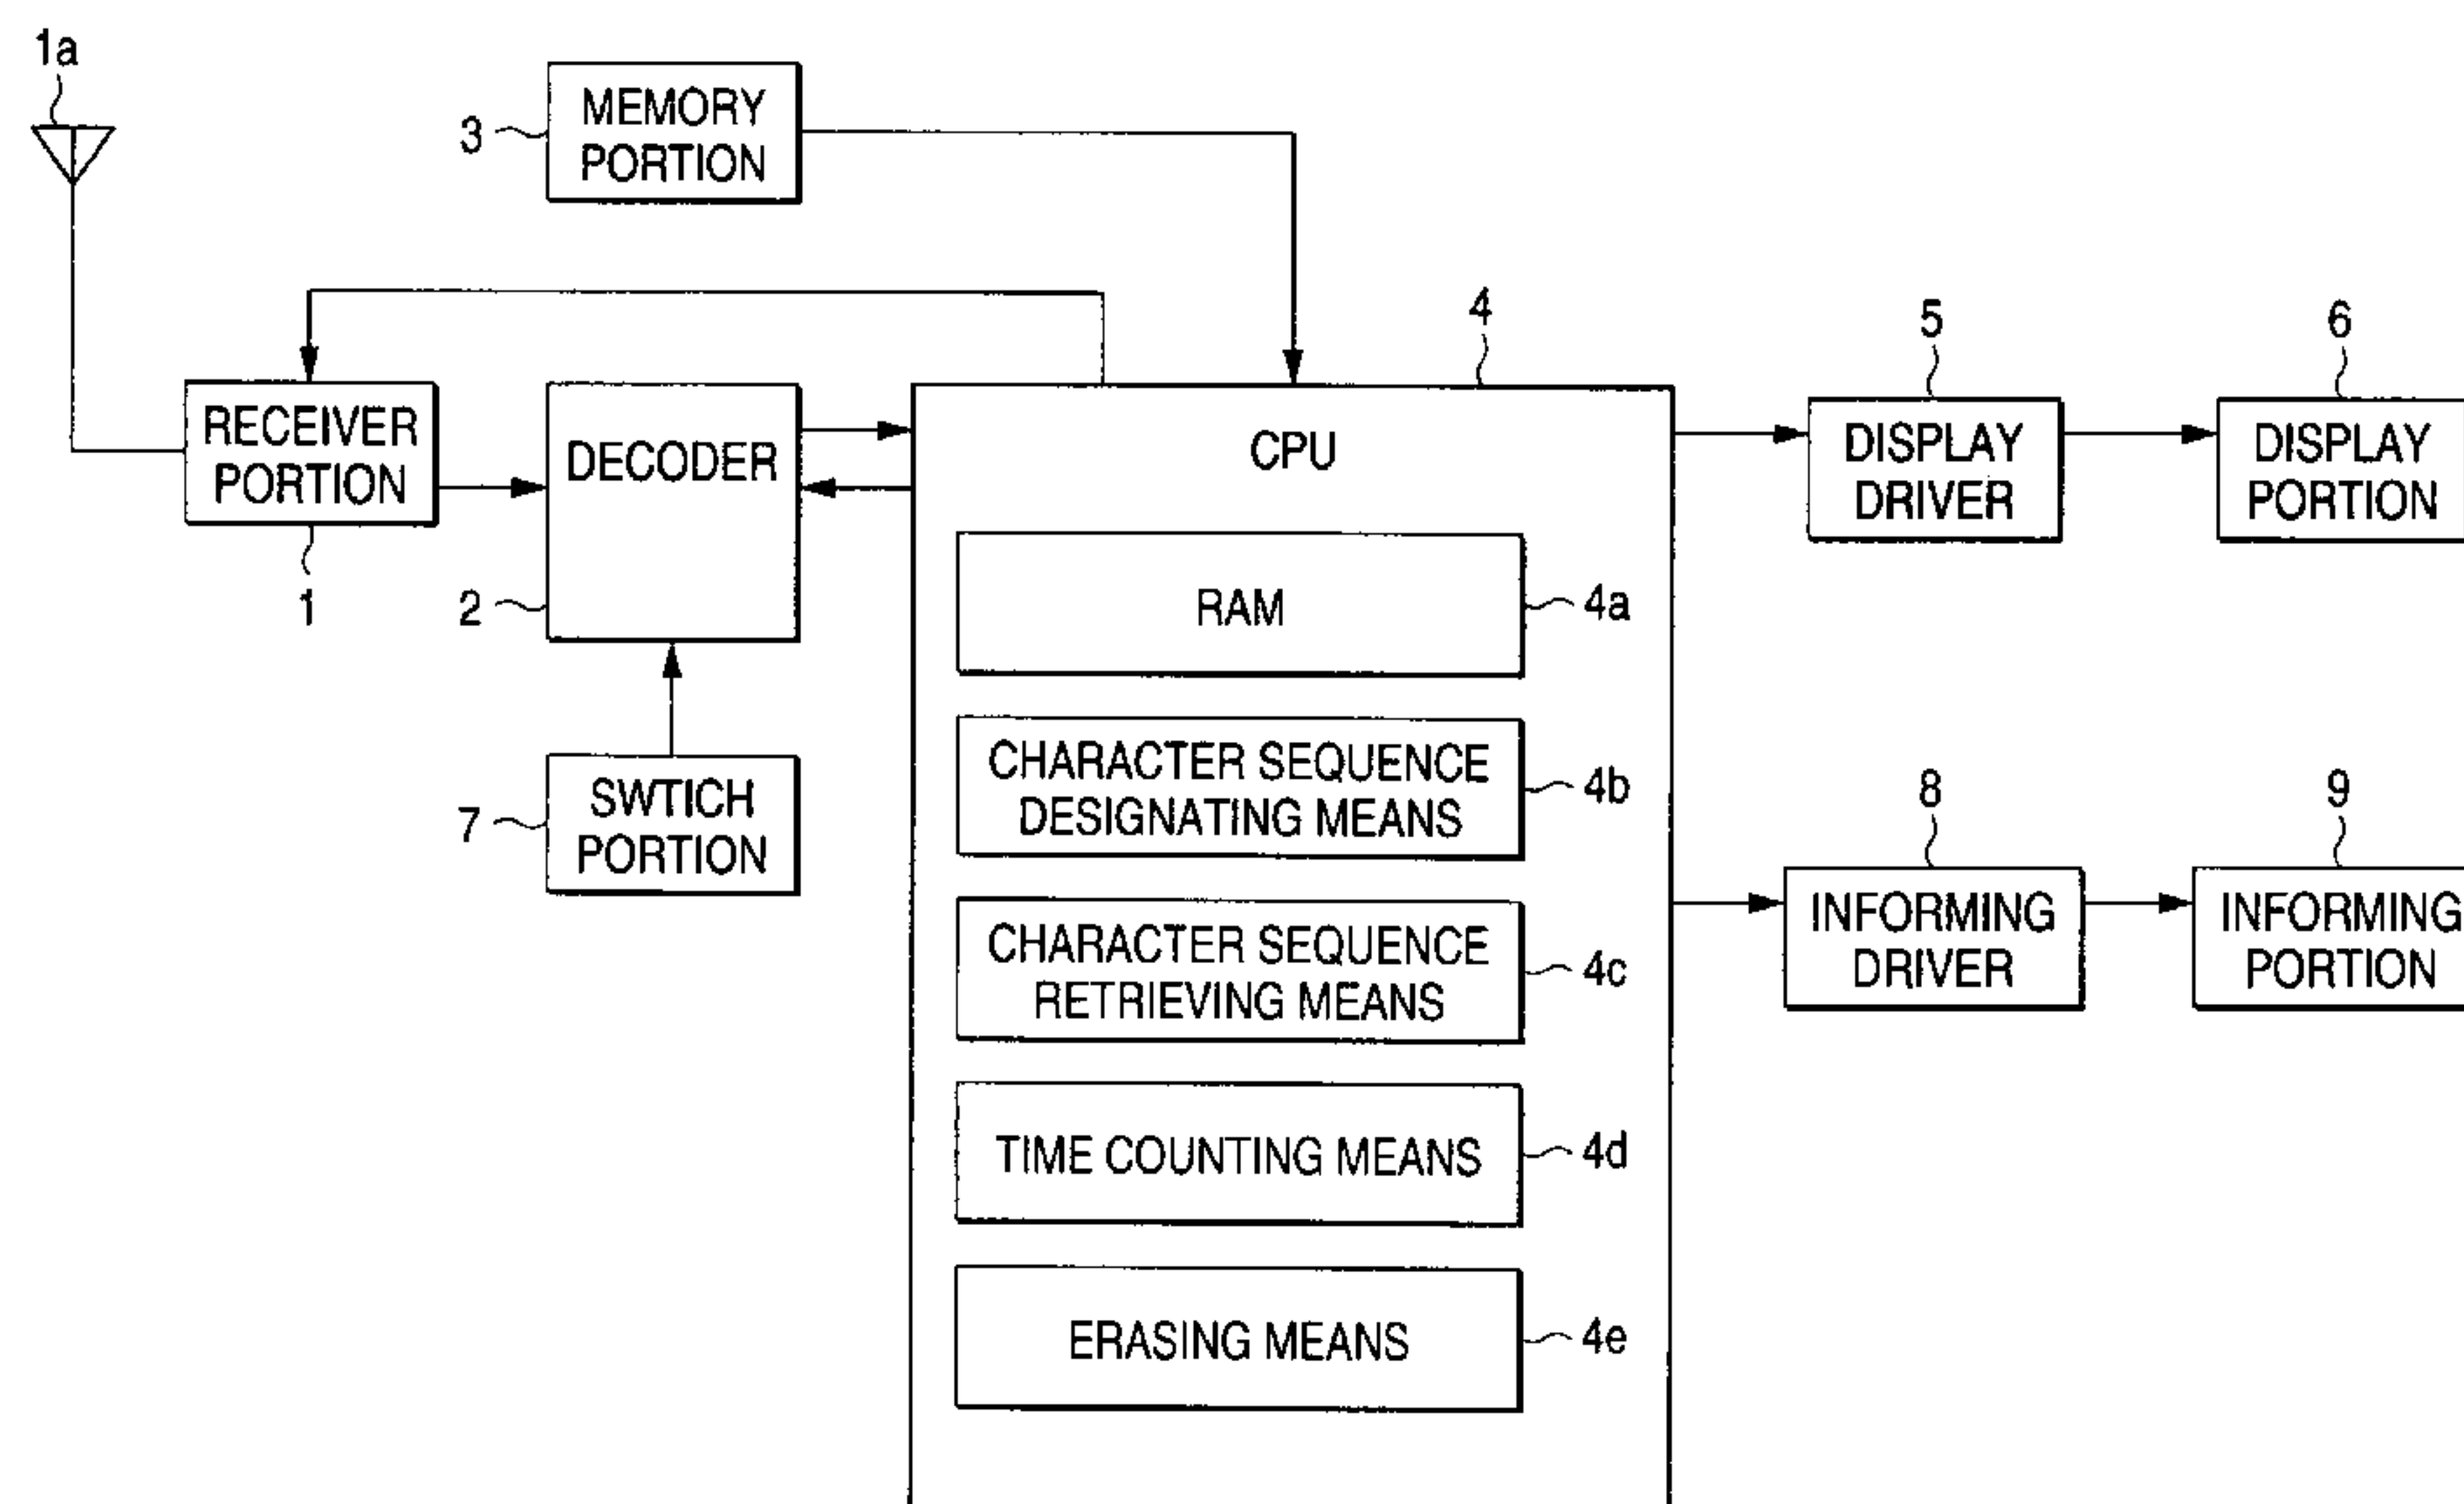 1a
3
MEMORY
PORTION
4
5
6
RECEIVER
PORTION
1
DECODER
2
CPU
DISPLAY
DRIVER
DISPLAY
PORTION
RAM
4a
7
SWTICH
PORTION
CHARACTER SEQUENCE
DESIGNATING MEANS
4b
8
9
CHARACTER SEQUENCE
RETRIEVING MEANS
4c
INFORMING
DRIVER
INFORMING
PORTION
TIME COUNTING MEANS
4d
ERASING MEANS
4e